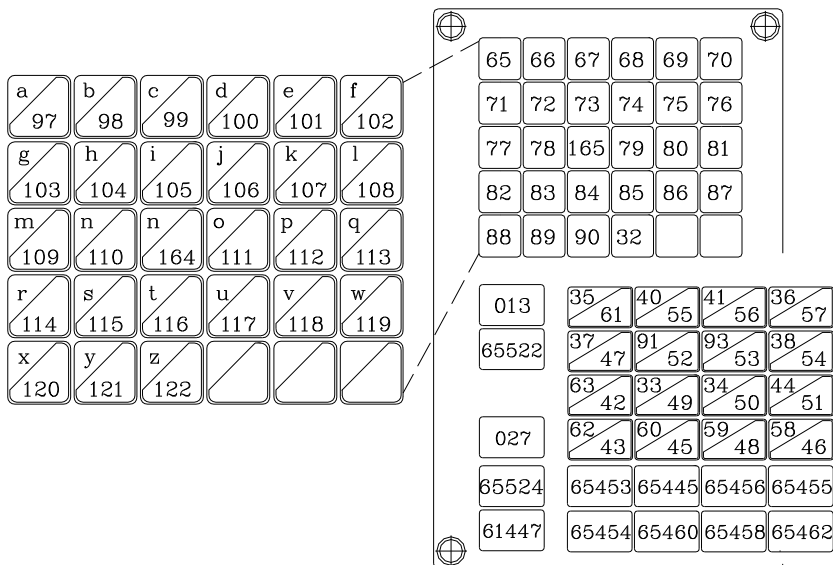 a 97 b 98 c 99 d 100 e 101 f 102
g 103 h 104 i 105 j 106 k 107 l 108
m 109 n 110 n 164 o 111 p 112 q 113
r 114 s 115 t 116 u 117 v 118 w 119
x 120 y 121 z 122
65 66 67 68 69 70
71 72 73 74 75 76
77 78 165 79 80 81
82 83 84 85 86 87
88 89 90 32
013 35 61 40 55 41 56 36 57
65522 37 47 91 52 93 53 38 54
63 42 33 49 34 50 44 51
027 62 43 60 45 59 48 58 46
65524 65453 65445 65456 65455
61447 65454 65460 65458 65462